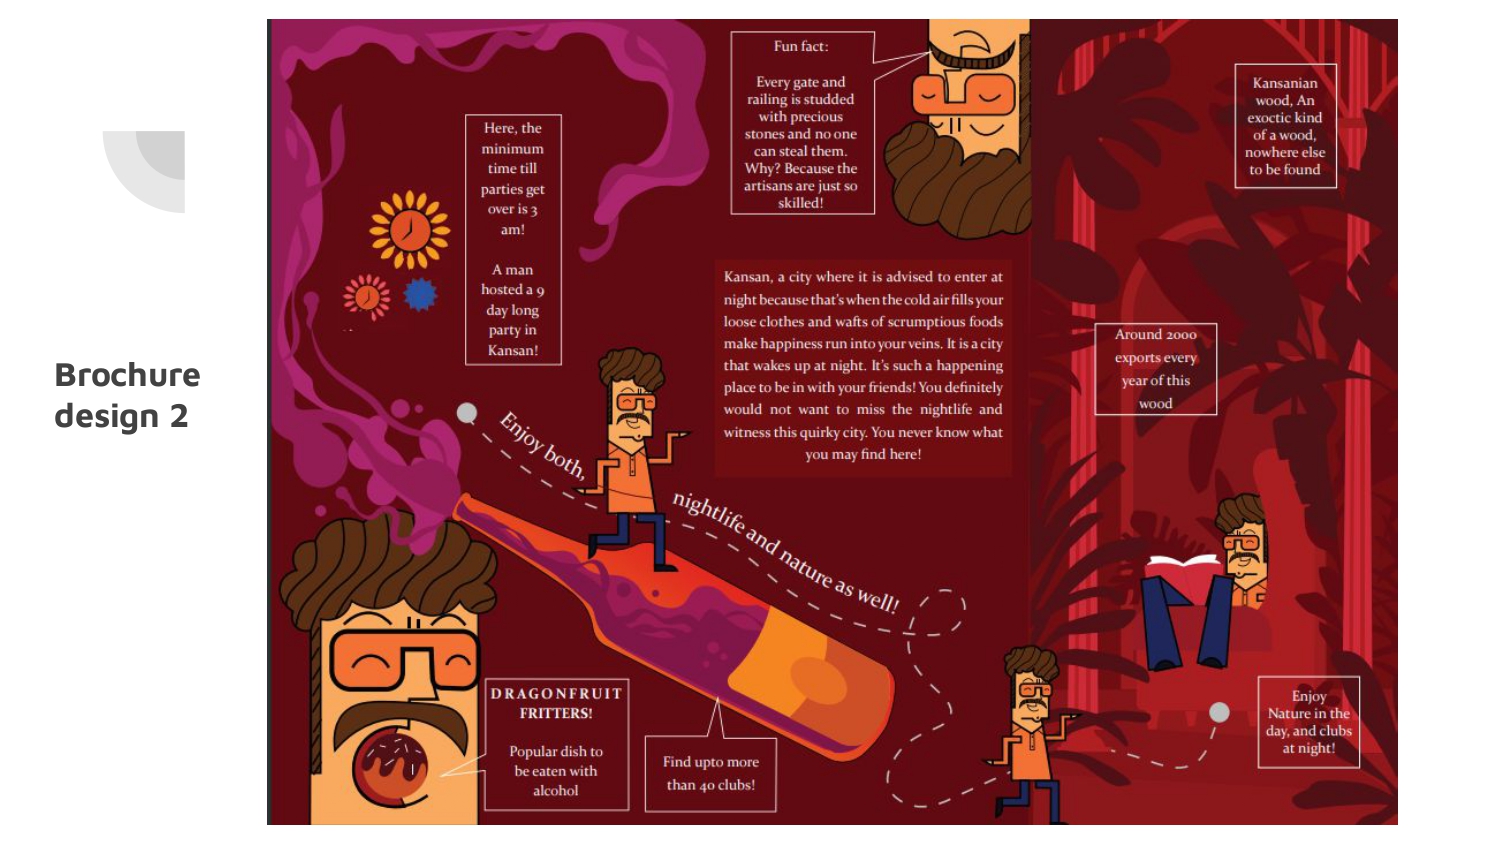 Brochure
design 2
Here, the
minimum
time till
parties get
over is 3
am!
A man
hosted a 9
day long
party in
Kansan!
Fun fact:
Every gate and
railing is studded
with precious
stones and no one
can steal them.
Why? Because the
artisans are just so
skilled!
Kansanian
wood, An
exoctic kind
of a wood,
nowhere else
to be found
Kansan, a city where it is advised to enter at
night because that's when the cold air fills your
loose clothes and wafts of scrumptious foods
make happiness run into your veins. It is a city
that wakes up at night. It's such a happening
place to be in with your friends! You definitely
would not want to miss the nightlife and
witness this quirky city. You never know what
you may find here!
Around 2000
exports every
year of this
wood
Enjoy both,
nightlife and nature as well!
DRAGONFRUIT
FRITTERS!
Popular dish to
be eaten with
alcohol
Find upto more
than 40 clubs!
Enjoy
Nature in the
day, and clubs
at night!